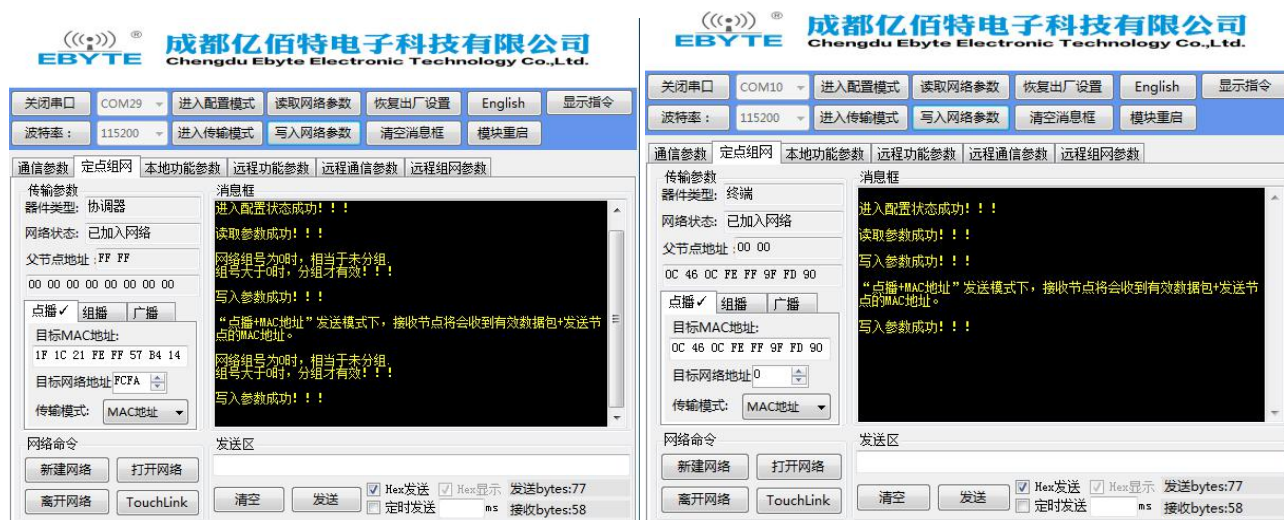 ((·)) ®
EBYTE
成都亿佰特电子科技有限公司
Chengdu Ebyte Electronic Technology Co.,Ltd.
关闭串口 COM29 进入配置模式 读取网络参数 恢复出厂设置 English 显示指令
波特率： 115200 进入传输模式 写入网络参数 清空消息框 模块重启
通信参数 定点组网 本地功能参数 远程功能参数 远程通信参数 远程组网参数
传输参数
器件类型: 协调器
网络状态: 已加入网络
父节点地址:FF FF
00 00 00 00 00 00 00 00
点播✓ 组播 广播
目标MAC地址:
1F 1C 21 FE FF 57 B4 14
目标网络地址 FCFA
传输模式: MAC地址
网络命令
新建网络 打开网络
离开网络 TouchLink
消息框
进入配置状态成功！！！
读取参数成功！！！
网络组号为0时，相当于未分组.
组号大于0时，分组才有效！！！
写入参数成功！！！
“点播+MAC地址”发送模式下，接收节点将会收到有效数据包+发送节
点的MAC地址。
网络组号为0时，相当于未分组.
组号大于0时，分组才有效！！！
写入参数成功！！！
发送区
清空 发送 Hex发送 Hex显示 发送bytes:77
定时发送 ms 接收bytes:58
((·)) ®
EBYTE
成都亿佰特电子科技有限公司
Chengdu Ebyte Electronic Technology Co.,Ltd.
关闭串口 COM10 进入配置模式 读取网络参数 恢复出厂设置 English 显示指令
波特率： 115200 进入传输模式 写入网络参数 清空消息框 模块重启
通信参数 定点组网 本地功能参数 远程功能参数 远程通信参数 远程组网参数
传输参数
器件类型: 终端
网络状态: 已加入网络
父节点地址:00 00
0C 46 0C FE FF 9F FD 90
点播✓ 组播 广播
目标MAC地址:
0C 46 0C FE FF 9F FD 90
目标网络地址 0
传输模式: MAC地址
网络命令
新建网络 打开网络
离开网络 TouchLink
消息框
进入配置状态成功！！！
读取参数成功！！！
写入参数成功！！！
“点播+MAC地址”发送模式下，接收节点将会收到有效数据包+发送节
点的MAC地址。
写入参数成功！！！
发送区
清空 发送 Hex发送 Hex显示 发送bytes:77
定时发送 ms 接收bytes:58